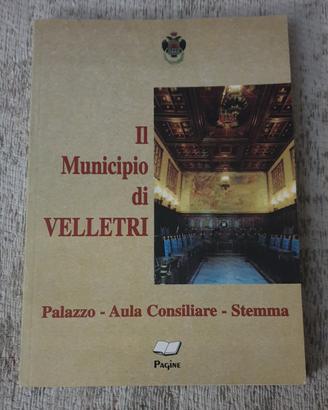 Il
Municipio
di
VELLETRI
Palazzo - Aula Consiliare - Stemma
PAGINE